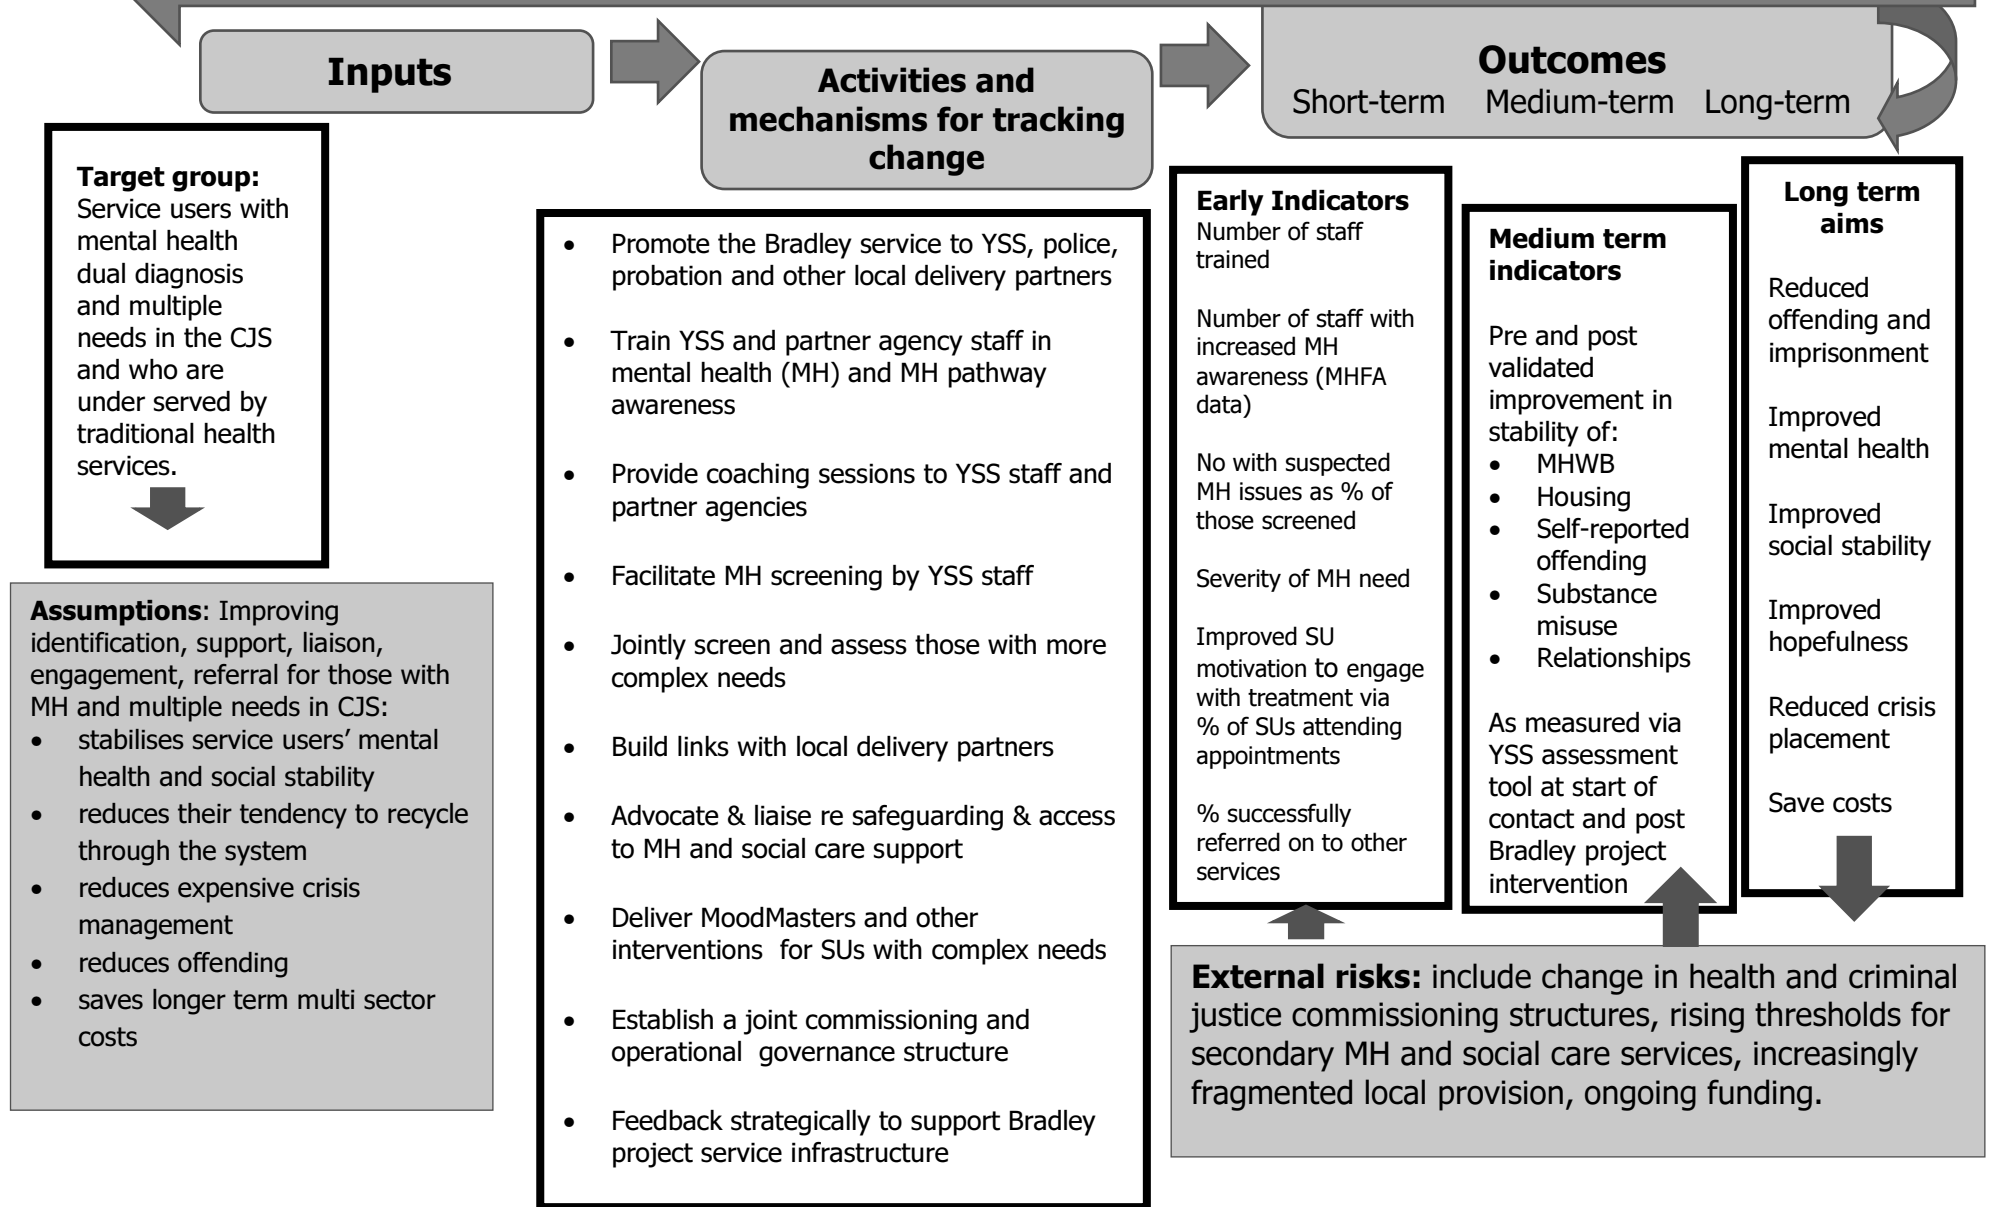 Inputs
Activities and
mechanisms for tracking
change
Outcomes
Short-term Medium-term Long-term
Target group:
Service users with
mental health
dual diagnosis
and multiple
needs in the CJS
and who are
under served by
traditional health
services.
Assumptions: Improving
identification, support, liaison,
engagement, referral for those with
MH and multiple needs in CJS:
• stabilises service users’ mental
health and social stability
• reduces their tendency to recycle
through the system
• reduces expensive crisis
management
• reduces offending
• saves longer term multi sector
costs
• Promote the Bradley service to YSS, police,
probation and other local delivery partners
• Train YSS and partner agency staff in
mental health (MH) and MH pathway
awareness
• Provide coaching sessions to YSS staff and
partner agencies
• Facilitate MH screening by YSS staff
• Jointly screen and assess those with more
complex needs
• Build links with local delivery partners
• Advocate & liaise re safeguarding & access
to MH and social care support
• Deliver MoodMasters and other
interventions for SUs with complex needs
• Establish a joint commissioning and
operational governance structure
• Feedback strategically to support Bradley
project service infrastructure
Early Indicators
Number of staff
trained
Number of staff with
increased MH
awareness (MHFA
data)
No with suspected
MH issues as % of
those screened
Severity of MH need
Improved SU
motivation to engage
with treatment via
% of SUs attending
appointments
% successfully
referred on to other
services
Medium term
indicators
Pre and post
validated
improvement in
stability of:
• MHWB
• Housing
• Self-reported
offending
• Substance
misuse
• Relationships
As measured via
YSS assessment
tool at start of
contact and post
Bradley project
intervention
Long term
aims
Reduced
offending and
imprisonment
Improved
mental health
Improved
social stability
Improved
hopefulness
Reduced crisis
placement
Save costs
External risks: include change in health and criminal
justice commissioning structures, rising thresholds for
secondary MH and social care services, increasingly
fragmented local provision, ongoing funding.